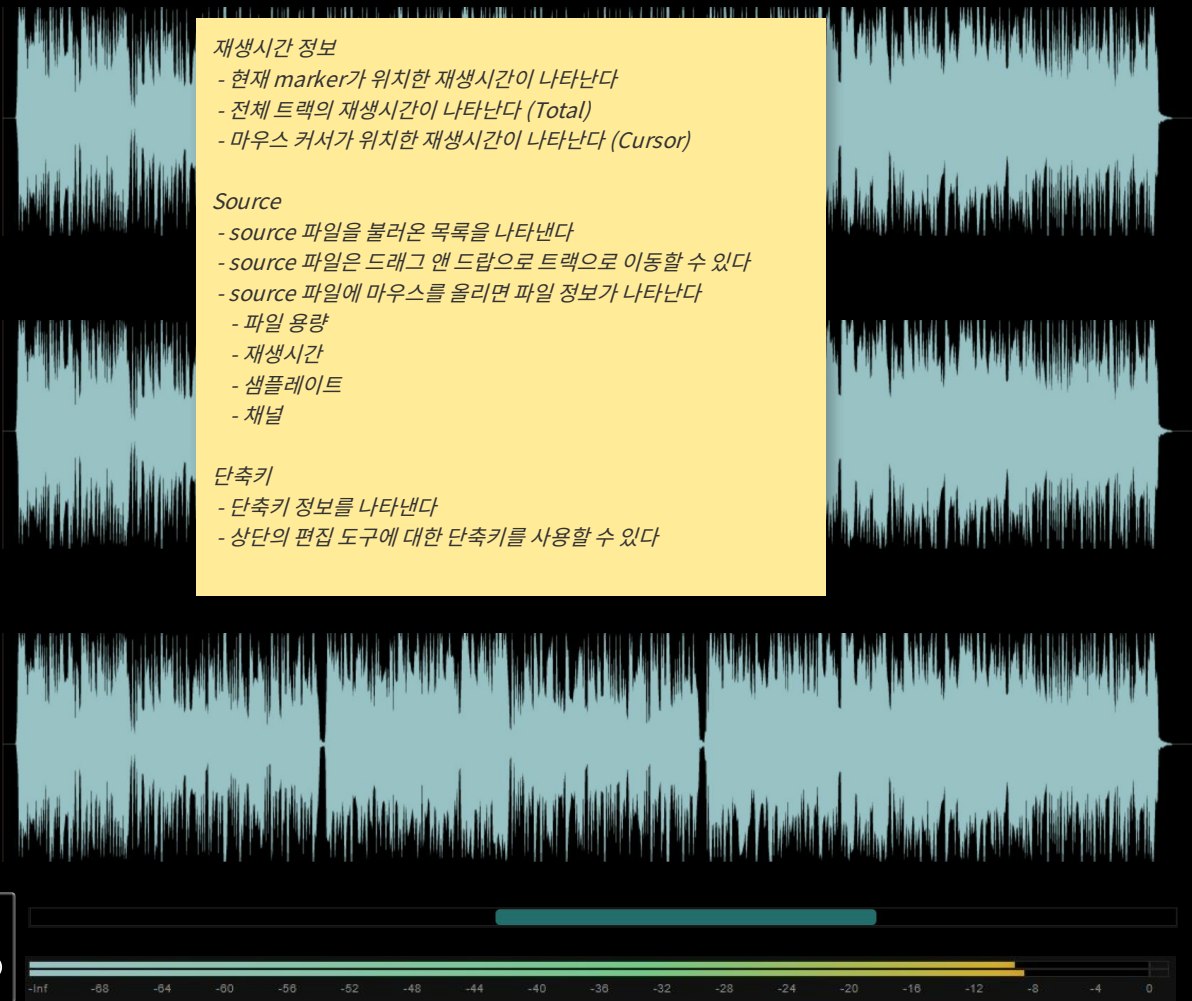 재생시간 정보
- 현재 marker가 위치한 재생시간이 나타난다
- 전체 트랙의 재생시간이 나타난다 (Total)
- 마우스 커서가 위치한 재생시간이 나타난다 (Cursor)
Source
- source 파일을 불러온 목록을 나타낸다
- source 파일은 드래그 앤 드랍으로 트랙으로 이동할 수 있다
- source 파일에 마우스를 올리면 파일 정보가 나타난다
- 파일 용량
- 재생시간
- 샘플레이트
- 채널
단축키
- 단축키 정보를 나타낸다
- 상단의 편집 도구에 대한 단축키를 사용할 수 있다
-Inf -68 -64 -60 -56 -52 -48 -44 -40 -36 -32 -28 -24 -20 -16 -12 -8 -4 0